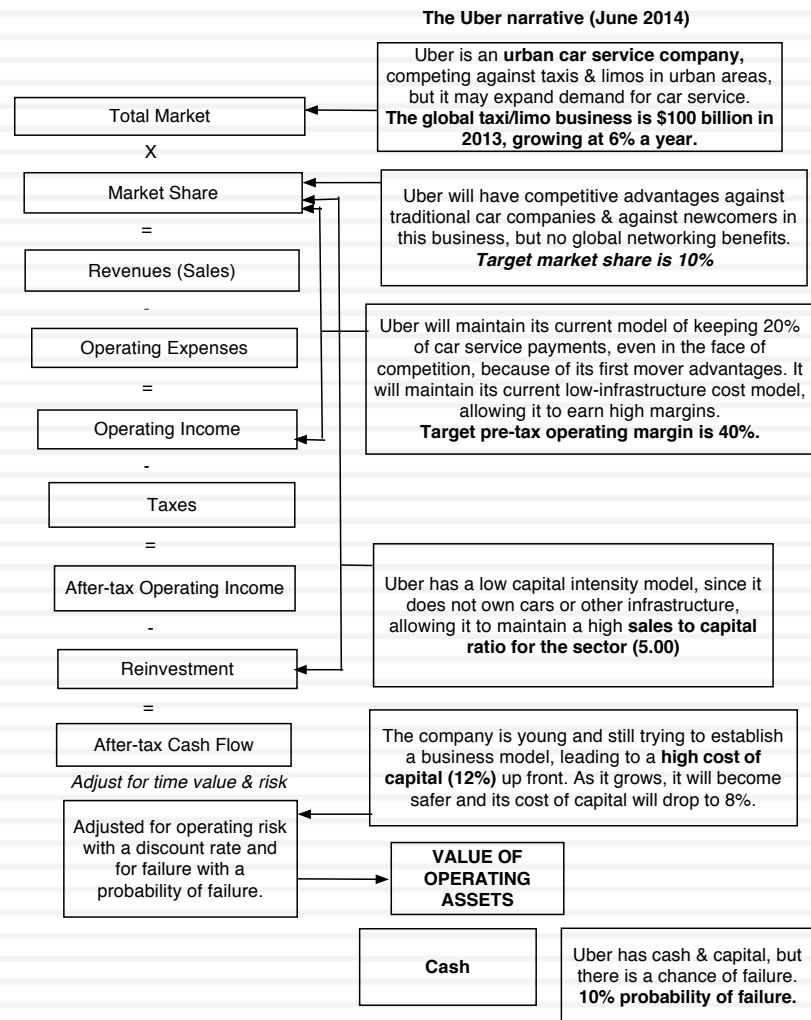 The Uber narrative (June 2014)
Uber is an urban car service company,
competing against taxis & limos in urban areas,
but it may expand demand for car service.
The global taxi/limo business is $100 billion in
2013, growing at 6% a year.
Total Market
X
Market Share
Uber will have competitive advantages against
traditional car companies & against newcomers in
this business, but no global networking benefits.
Target market share is 10%
=
Revenues (Sales)
-
Operating Expenses
Uber will maintain its current model of keeping 20%
of car service payments, even in the face of
competition, because of its first mover advantages. It
will maintain its current low-infrastructure cost model,
allowing it to earn high margins.
Target pre-tax operating margin is 40%.
=
Operating Income
-
Taxes
=
After-tax Operating Income
Uber has a low capital intensity model, since it
does not own cars or other infrastructure,
allowing it to maintain a high sales to capital
ratio for the sector (5.00)
-
Reinvestment
=
After-tax Cash Flow
The company is young and still trying to establish
a business model, leading to a high cost of
capital (12%) up front. As it grows, it will become
safer and its cost of capital will drop to 8%.
Adjust for time value & risk
Adjusted for operating risk
with a discount rate and
for failure with a
probability of failure.
VALUE OF
OPERATING
ASSETS
Cash
Uber has cash & capital, but
there is a chance of failure.
10% probability of failure.